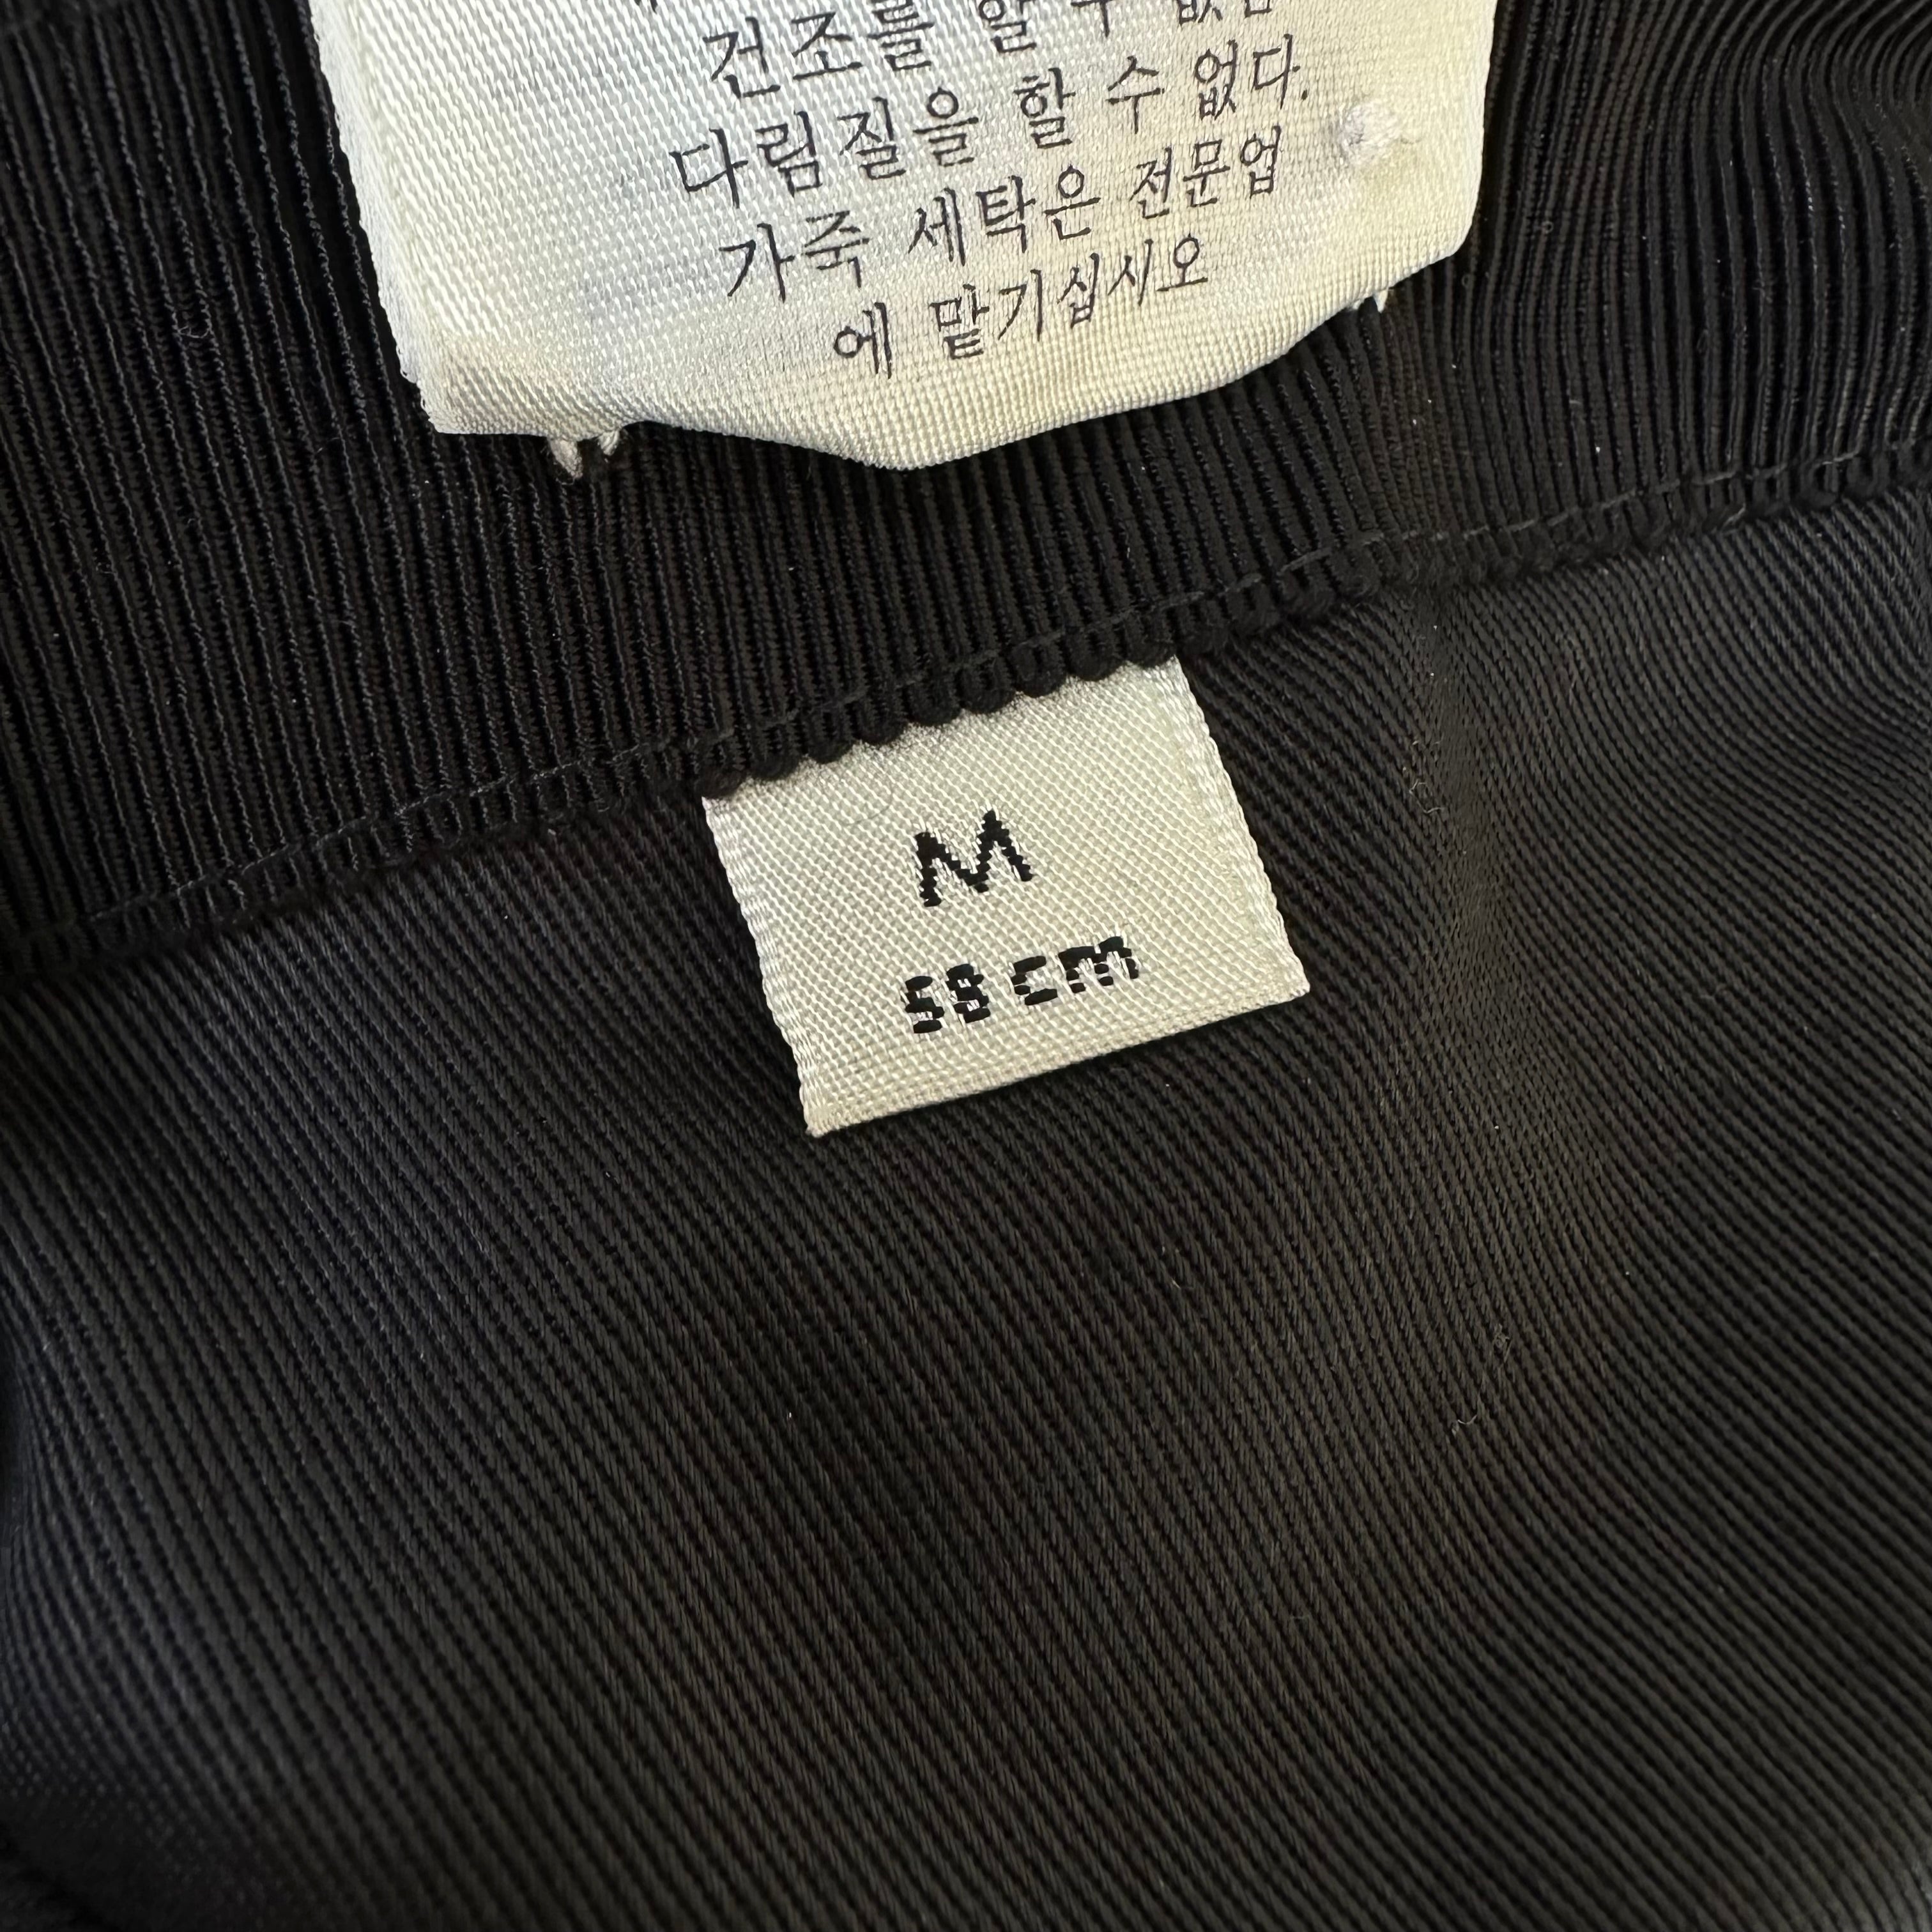 건조를 할 수 없음
다림질을 할 수 없다.
가죽 세탁은 전문업
에 맡기십시오
M
58 cm